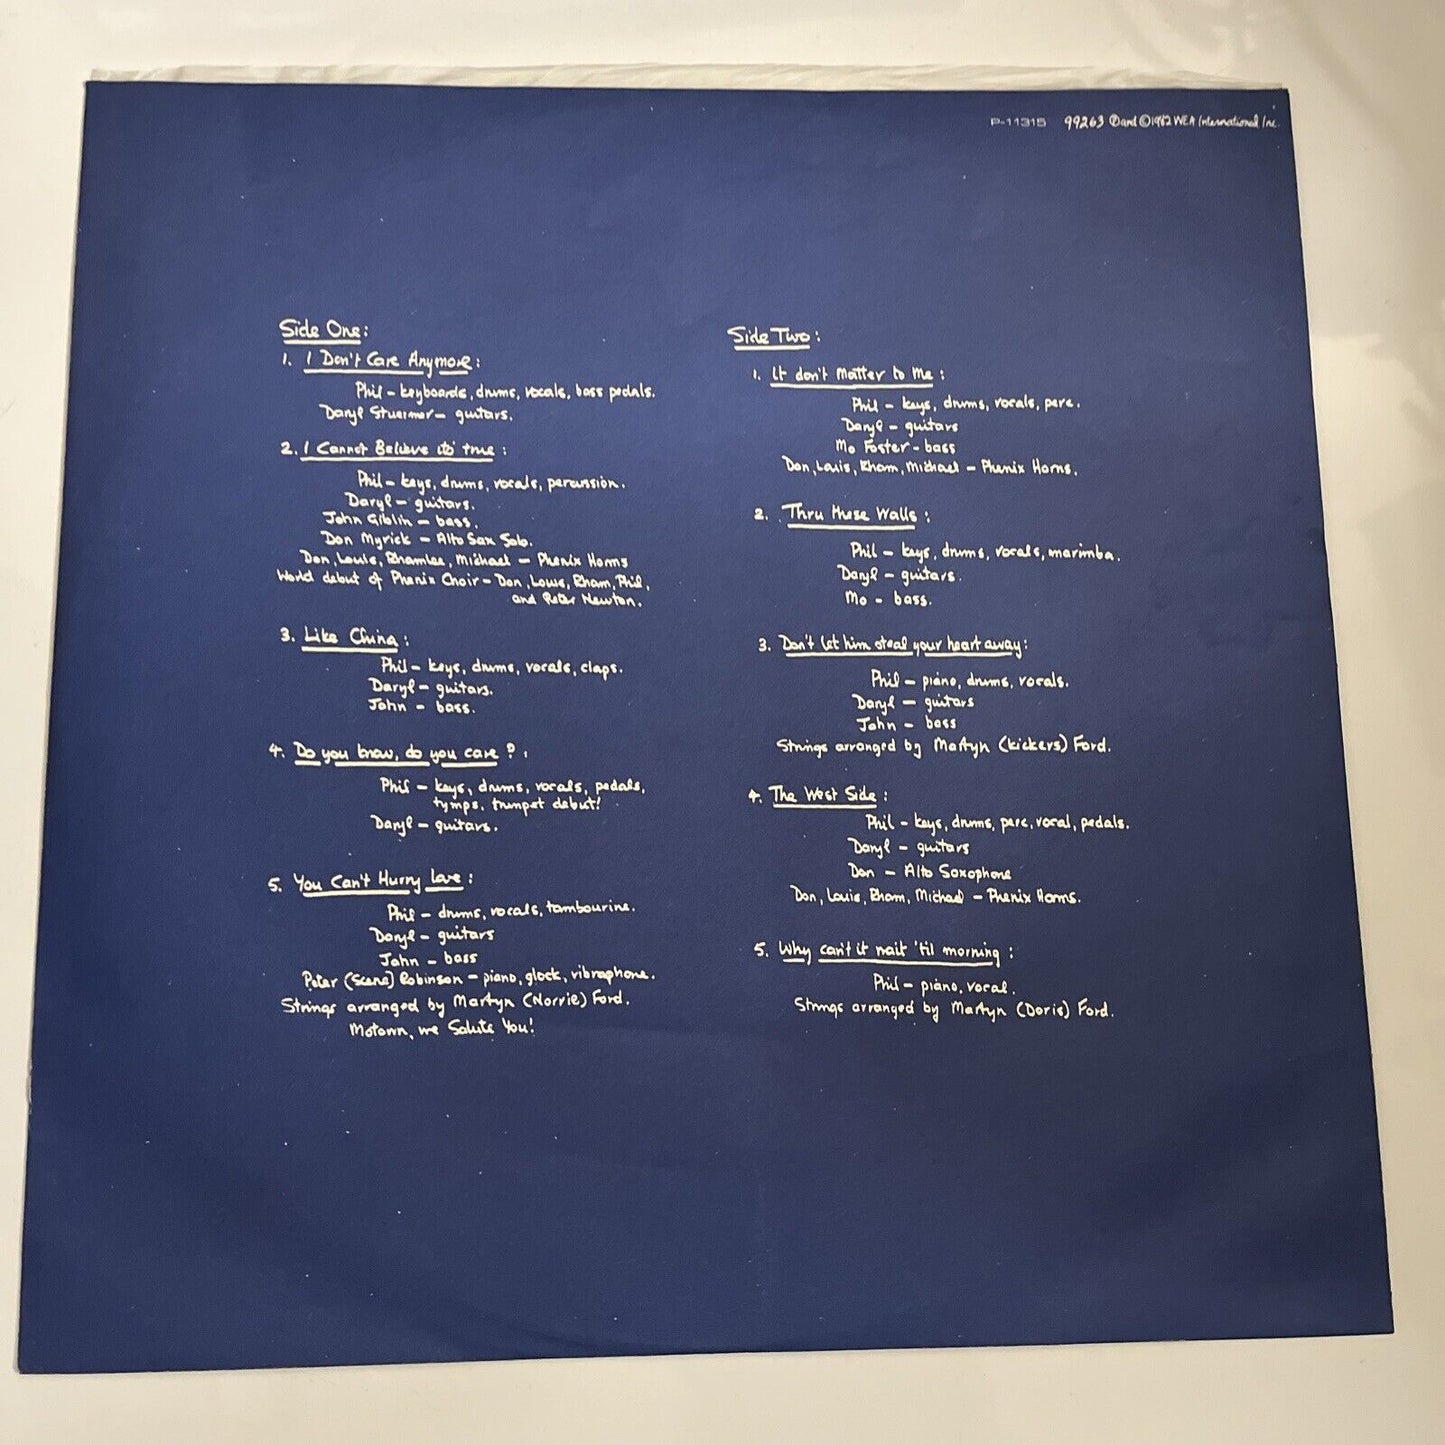 P-11315 99263 ℗ and © 1982 WEA International Inc.
Side One:
1. I Don't Care Anymore:
Phil - keyboards, drums, vocals, bass pedals.
Daryl Stuermer - guitars.
2. I Cannot Believe its true:
Phil - keys, drums, vocals, percussion.
Daryl - guitars.
John Giblin - bass.
Don Myrick - Alto Sax Solo.
Don, Louis, Rhamlee, Michael - Phenix Horns
World debut of Phenix Choir - Don, Louis, Rham, Phil,
and Peter Newton.
3. Like China:
Phil - keys, drums, vocals, claps.
Daryl - guitars.
John - bass.
4. Do you know, do you care? :
Phil - keys, drums, vocals, pedals,
tymps, trumpet debut!
Daryl - guitars.
5. You Can't Hurry Love:
Phil - drums, vocals, tambourine.
Daryl - guitars
John - bass
Peter (Scene) Robinson - piano, glock, vibraphone.
Strings arranged by Martyn (Norrie) Ford.
Motown, we Salute You!
Side Two:
1. It don't matter to me:
Phil - keys, drums, vocals, perc.
Daryl - guitars
Mo Foster - bass
Don, Louis, Rham, Michael - Phenix Horns.
2. Thru these Walls:
Phil - keys, drums, vocals, marimba.
Daryl - guitars.
Mo - bass.
3. Don't let him steal your heart away:
Phil - piano, drums, vocals.
Daryl - guitars
John - bass
Strings arranged by Martyn (kickers) Ford.
4. The West Side:
Phil - keys, drums, perc, vocal, pedals.
Daryl - guitars
Don - Alto Saxophone
Don, Louis, Rham, Michael - Phenix Horns.
5. Why can't it wait 'til morning:
Phil - piano, vocal.
Strings arranged by Martyn (Doris) Ford.